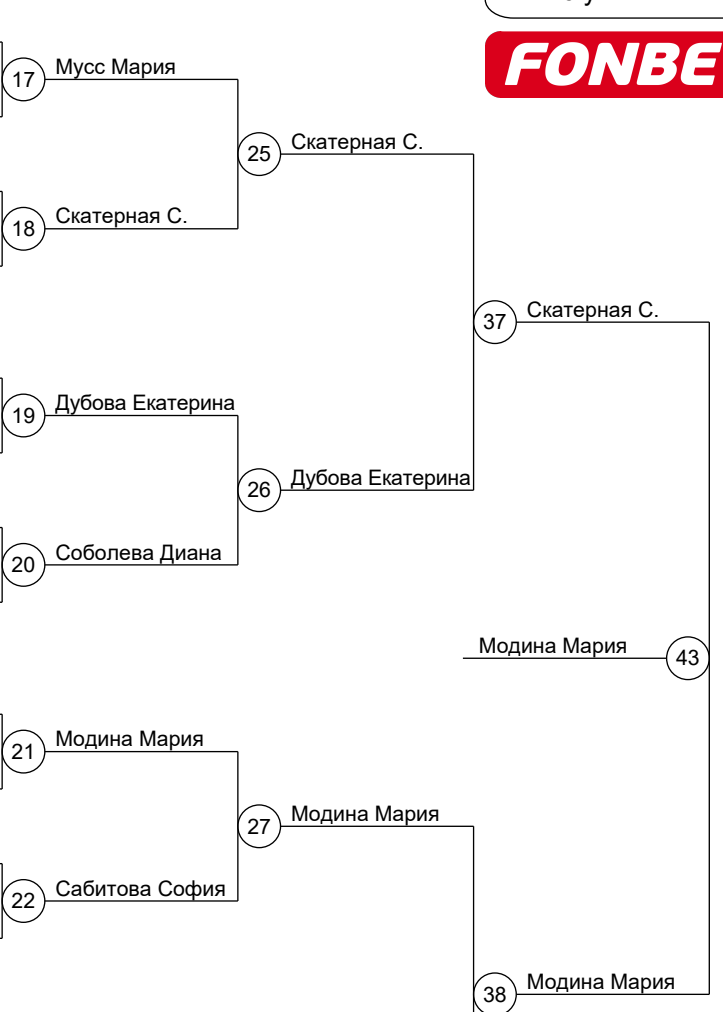 FONBE
17 Мусс Мария
25 Скатерная С.
18 Скатерная С.
37 Скатерная С.
19 Дубова Екатерина
26 Дубова Екатерина
20 Соболева Диана
Модина Мария 43
21 Модина Мария
27 Модина Мария
22 Сабитова София
38 Модина Мария